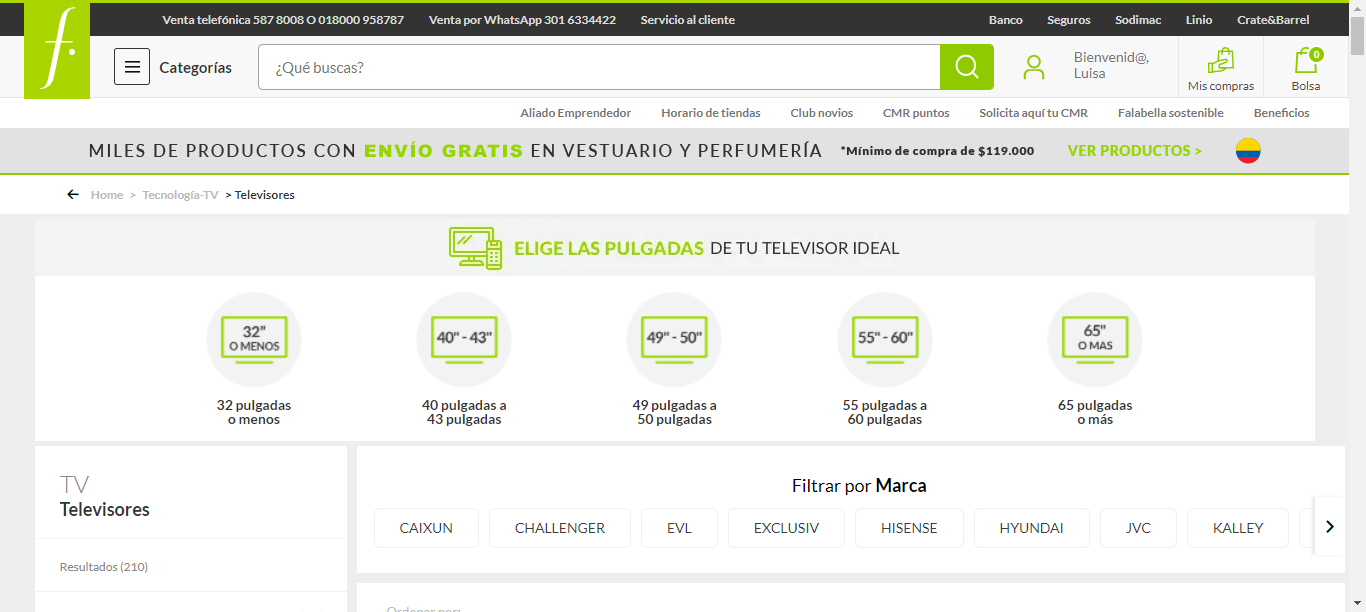 Venta telefónica 587 8008 O 018000 958787 Venta por WhatsApp 301 6334422 Servicio al cliente Banco Seguros Sodimac Linio Crate&Barrel
f.
Categorías
¿Qué buscas?
Bienvenid@,
Luisa
Mis compras
0
Bolsa
Aliado Emprendedor Horario de tiendas Club novios CMR puntos Solicita aquí tu CMR Falabella sostenible Beneficios
MILES DE PRODUCTOS CON ENVÍO GRATIS EN VESTUARIO Y PERFUMERÍA *Mínimo de compra de $119.000 VER PRODUCTOS >
Home > Tecnología-TV > Televisores
ELIGE LAS PULGADAS DE TU TELEVISOR IDEAL
32”
O MENOS
40" - 43"
49" - 50"
55" - 60"
65"
O MAS
32 pulgadas
o menos
40 pulgadas a
43 pulgadas
49 pulgadas a
50 pulgadas
55 pulgadas a
60 pulgadas
65 pulgadas
o más
TV
Televisores
Resultados (210)
Filtrar por Marca
CAIXUN CHALLENGER EVL EXCLUSIV HISENSE HYUNDAI JVC KALLEY
Ordenar por: